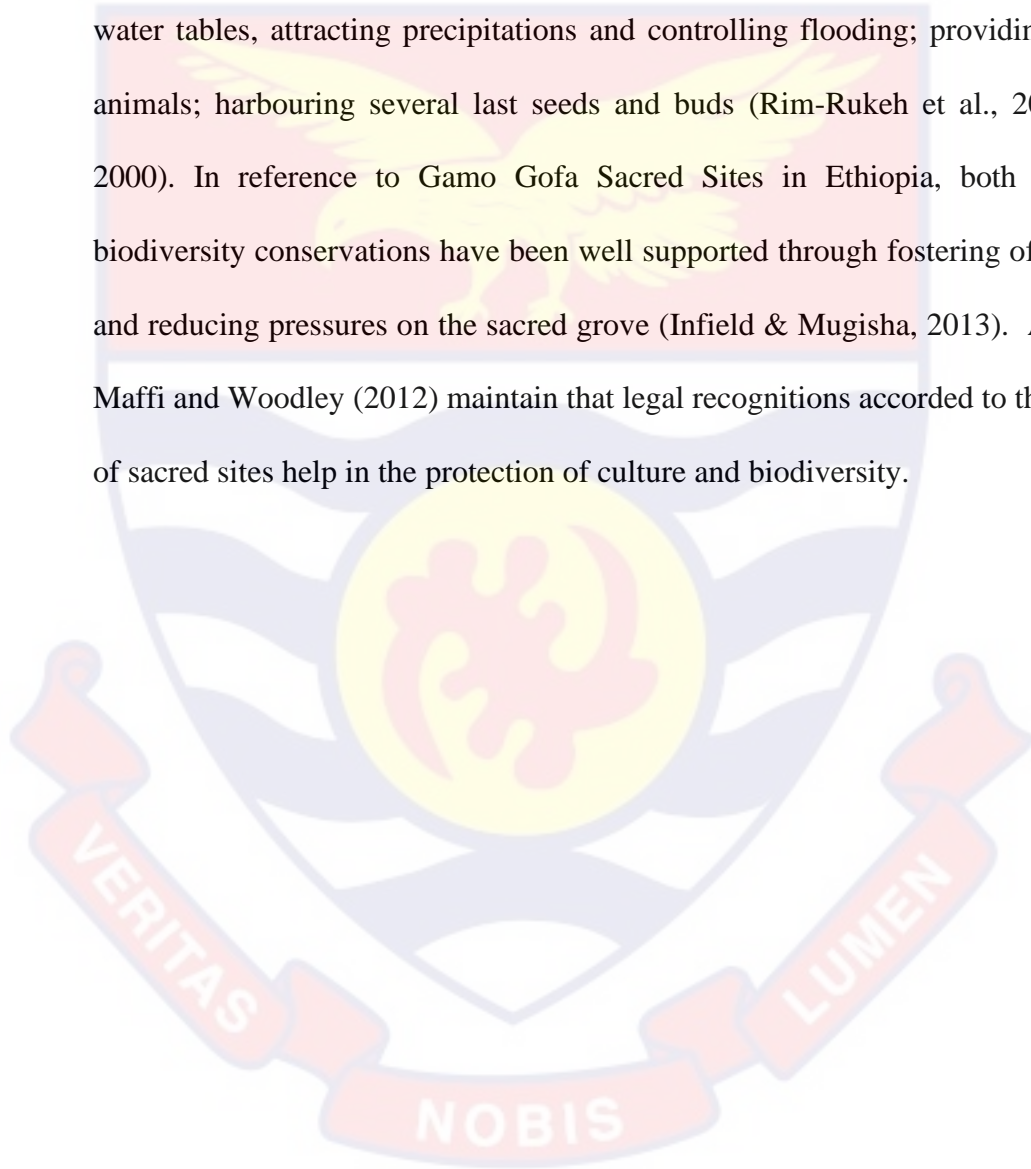 water tables, attracting precipitations and controlling flooding; providin
animals; harbouring several last seeds and buds (Rim-Rukeh et al., 20
2000). In reference to Gamo Gofa Sacred Sites in Ethiopia, both
biodiversity conservations have been well supported through fostering of
and reducing pressures on the sacred grove (Infield & Mugisha, 2013).
Maffi and Woodley (2012) maintain that legal recognitions accorded to th
of sacred sites help in the protection of culture and biodiversity.
VERITAS
NOBIS
LUMEN